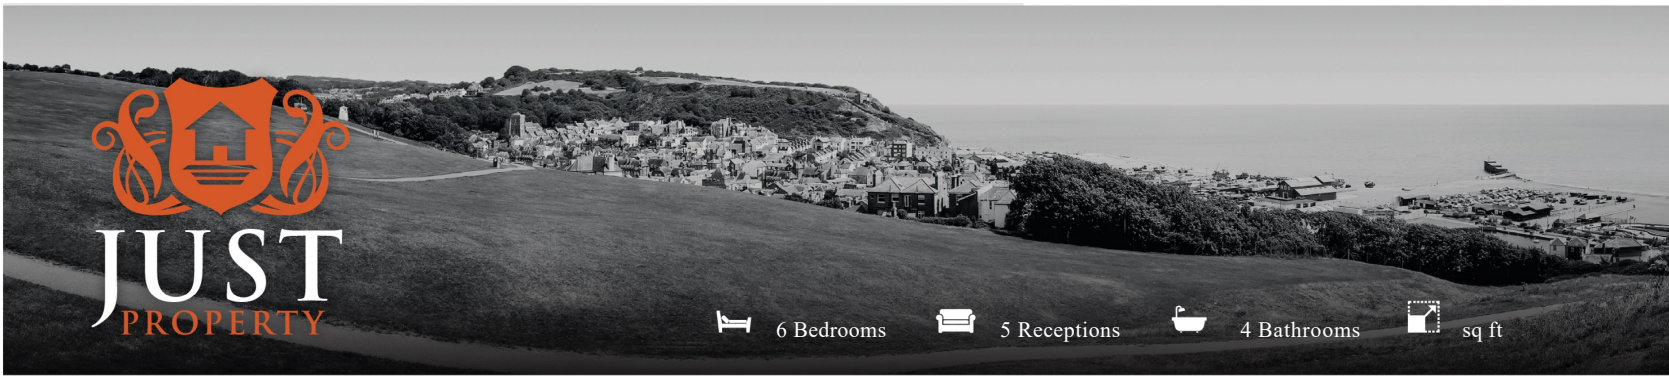 JUST
PROPERTY
6 Bedrooms
5 Receptions
4 Bathrooms
sq ft